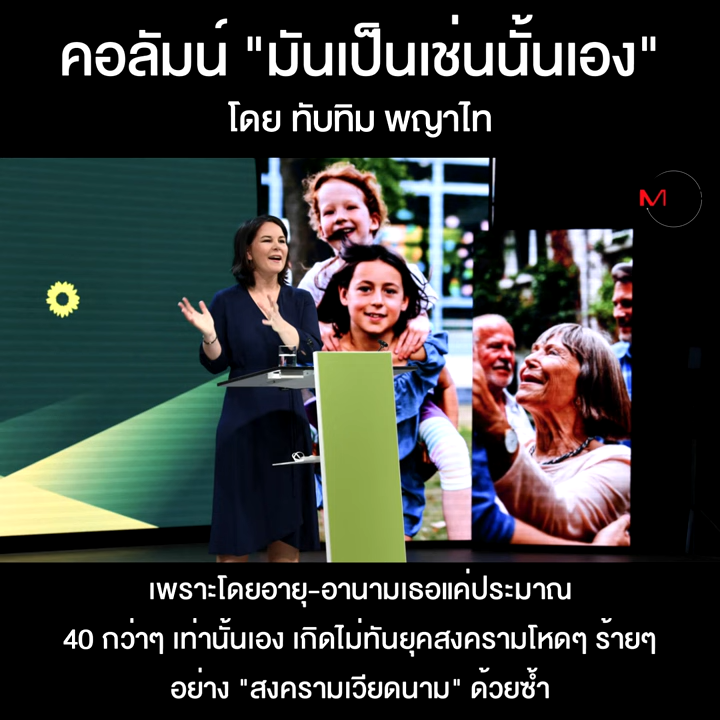 คอลัมน์ "มันเป็นเช่นนั้นเอง"
โดย ทับทิม พญาไท
M
เพราะโดยอายุ-อานามเธอแค่ประมาณ
40 กว่าๆ เท่านั้นเอง เกิดไม่ทันยุคสงครามโหดๆ ร้ายๆ
อย่าง "สงครามเวียดนาม" ด้วยซ้ำ